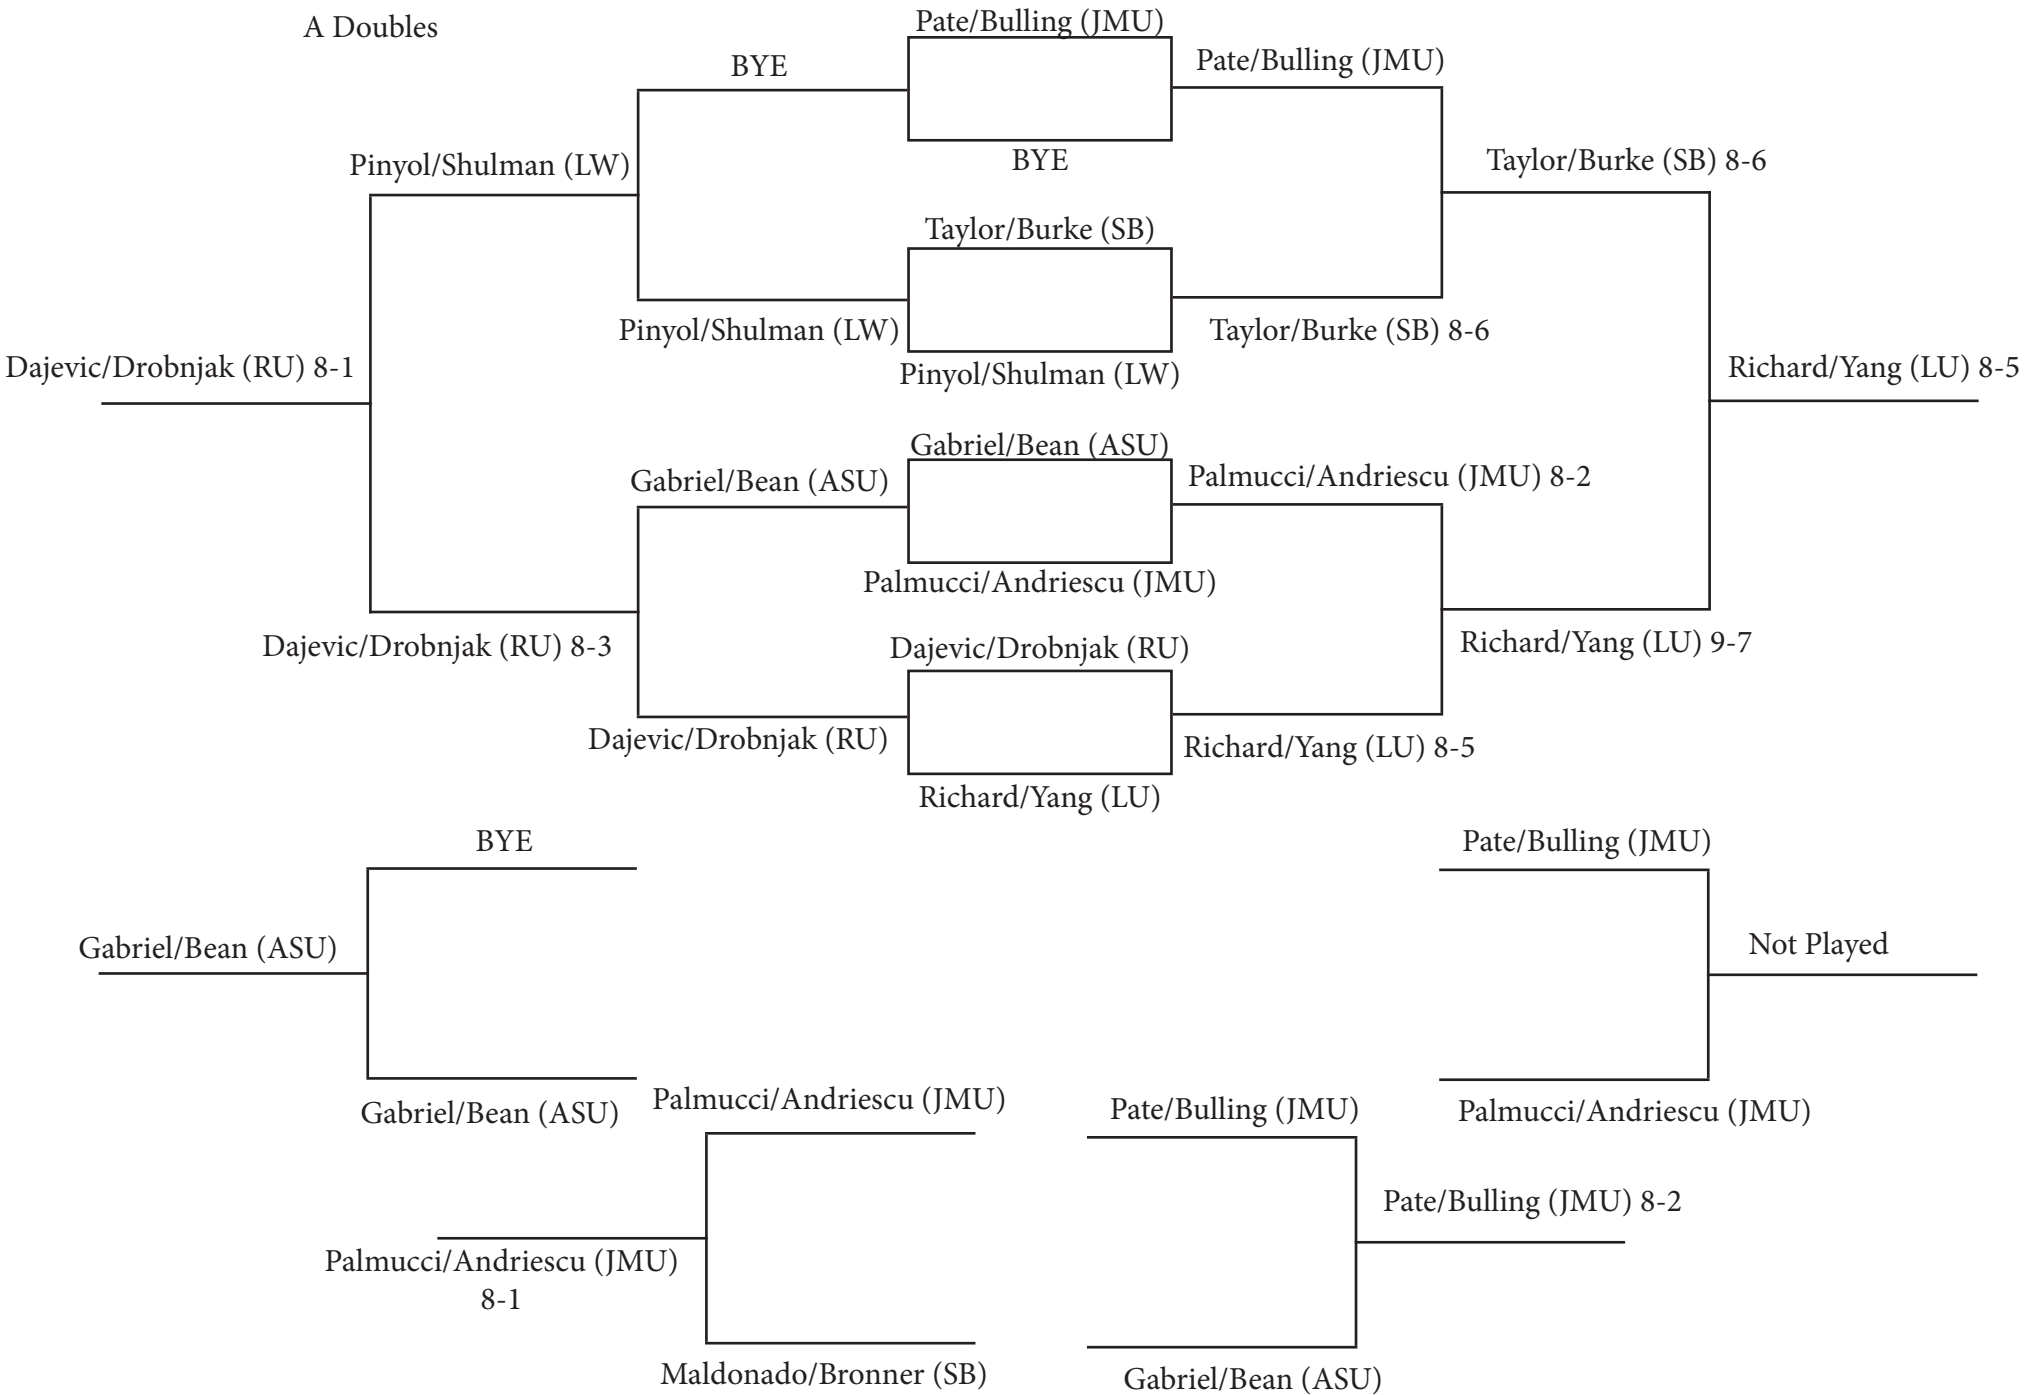 A Doubles
Pate/Bulling (JMU)
BYE
Pate/Bulling (JMU)
BYE
Pinyol/Shulman (LW)
Taylor/Burke (SB) 8-6
Taylor/Burke (SB)
Pinyol/Shulman (LW)
Taylor/Burke (SB) 8-6
Pinyol/Shulman (LW)
Dajevic/Drobnjak (RU) 8-1
Richard/Yang (LU) 8-5
Gabriel/Bean (ASU)
Gabriel/Bean (ASU)
Palmucci/Andriescu (JMU) 8-2
Palmucci/Andriescu (JMU)
Dajevic/Drobnjak (RU) 8-3
Dajevic/Drobnjak (RU)
Richard/Yang (LU) 9-7
Dajevic/Drobnjak (RU)
Richard/Yang (LU) 8-5
Richard/Yang (LU)
BYE
Pate/Bulling (JMU)
Gabriel/Bean (ASU)
Not Played
Gabriel/Bean (ASU)
Palmucci/Andriescu (JMU)
Pate/Bulling (JMU)
Palmucci/Andriescu (JMU)
Pate/Bulling (JMU) 8-2
Palmucci/Andriescu (JMU)
8-1
Maldonado/Bronner (SB)
Gabriel/Bean (ASU)